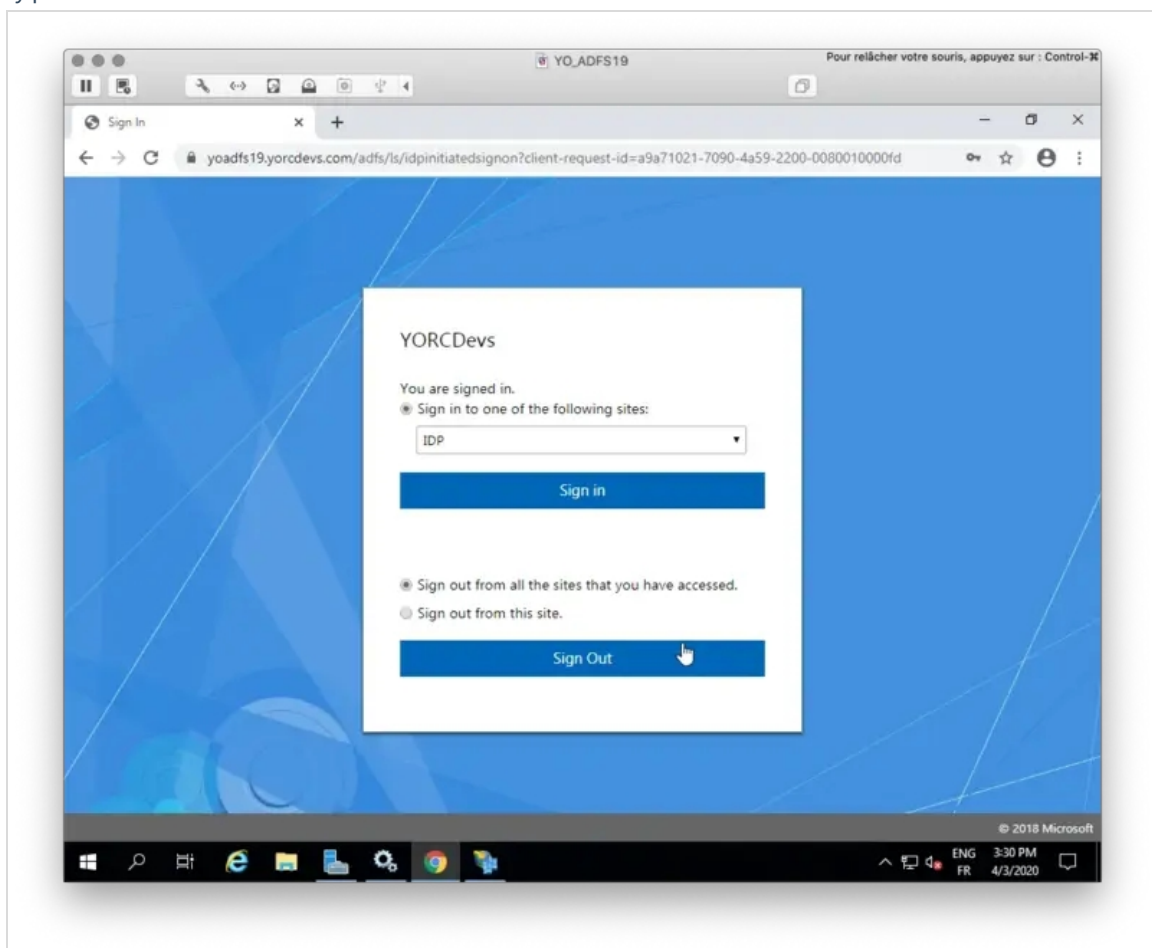 YO_ADFS19
Pour relâcher votre souris, appuyez sur : Control-⌘
Sign In
yoadfs19.yorcdevs.com/adfs/ls/idpinitiatedsignon?client-request-id=a9a71021-7090-4a59-2200-0080010000fd
YORCDevs
You are signed in.
Sign in to one of the following sites:
IDP
Sign in
Sign out from all the sites that you have accessed.
Sign out from this site.
Sign Out
© 2018 Microsoft
ENG
FR
3:30 PM
4/3/2020